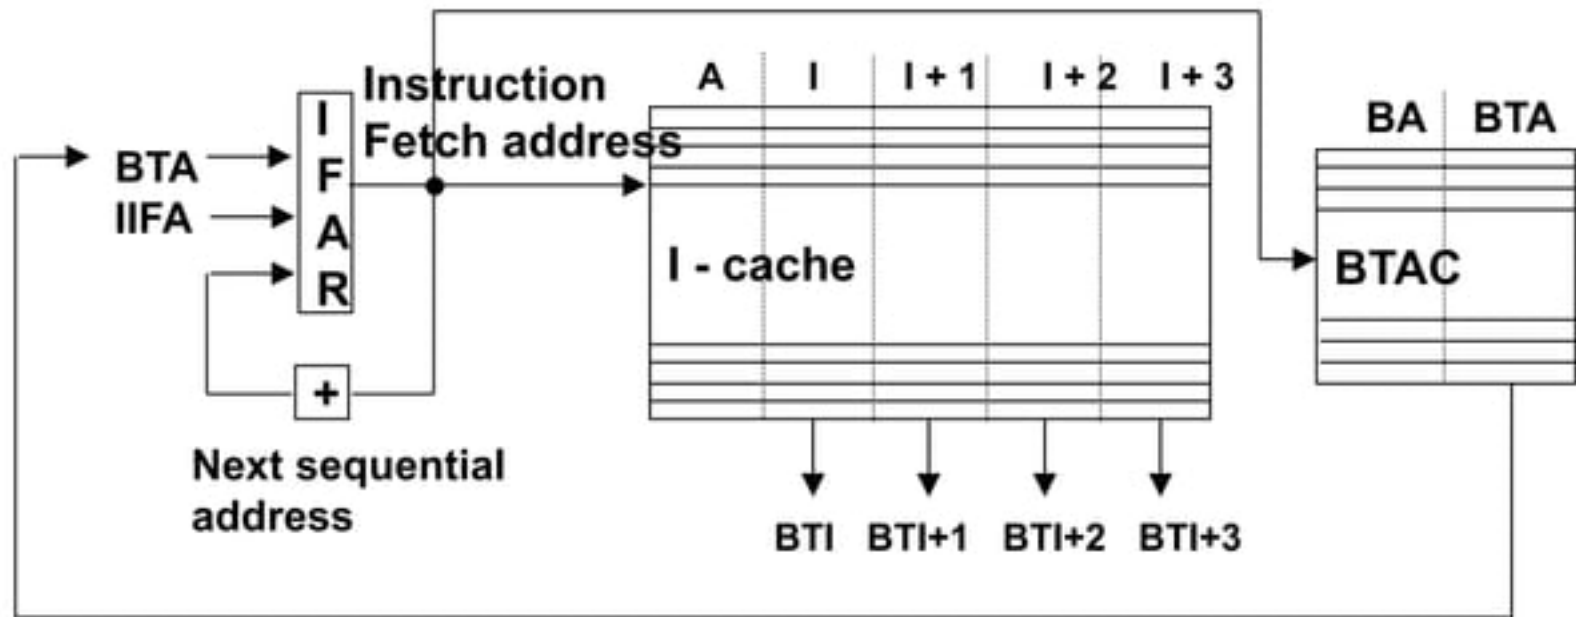 A I I + 1 I + 2 I + 3
Instruction
Fetch address
BA BTA
I
F
A
R
BTA
IIFA
I - cache
BTAC
+
Next sequential
address
BTI BTI+1 BTI+2 BTI+3